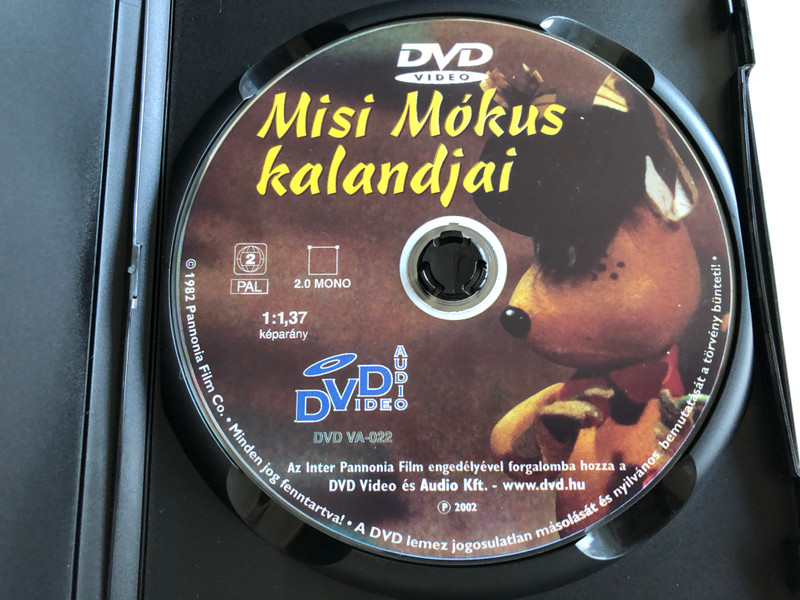 DVD
VIDEO
Misi Mókus
kalandjai
2
PAL
2.0 MONO
1:1,37
képarány
DVD
VIDEO
AUDIO
DVD VA-022
Az Inter Pannonia Film engedélyével forgalomba hozza a
DVD Video és Audio Kft. - www.dvd.hu
℗ 2002
© 1982 Pannonia Film Co. • Minden jog fenntartva! • A DVD lemez jogosulatlan másolását és nyilvános bemutatását a törvény bünteti! •